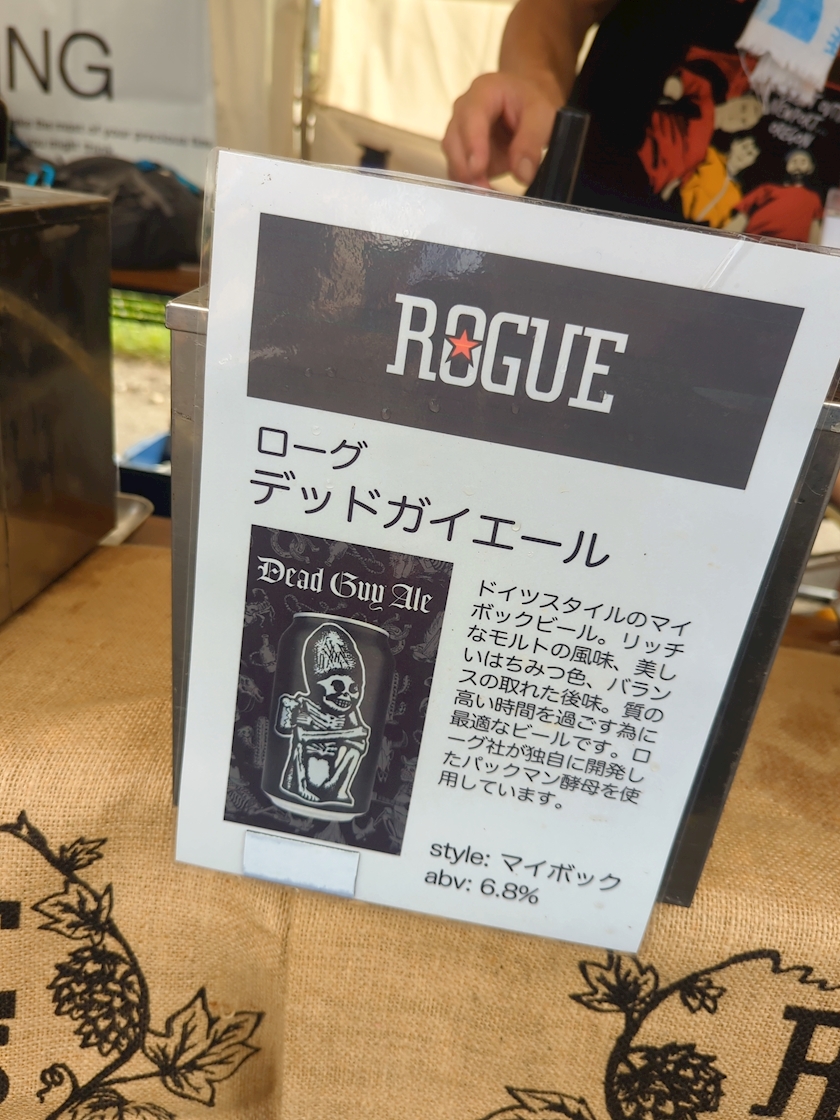 NG
ROGUE
ローグ
デッドガイエール
Dead Guy Ale
ドイツスタイルのマイ
ボックビール。リッチ
なモルトの風味、美し
いはちみつ色、バラン
スの取れた後味。質の
高い時間を過ごす為に
最適なビールです。ロ
ーグ社が独自に開発し
たパックマン酵母を使
用しています。
style: マイボック
abv: 6.8%